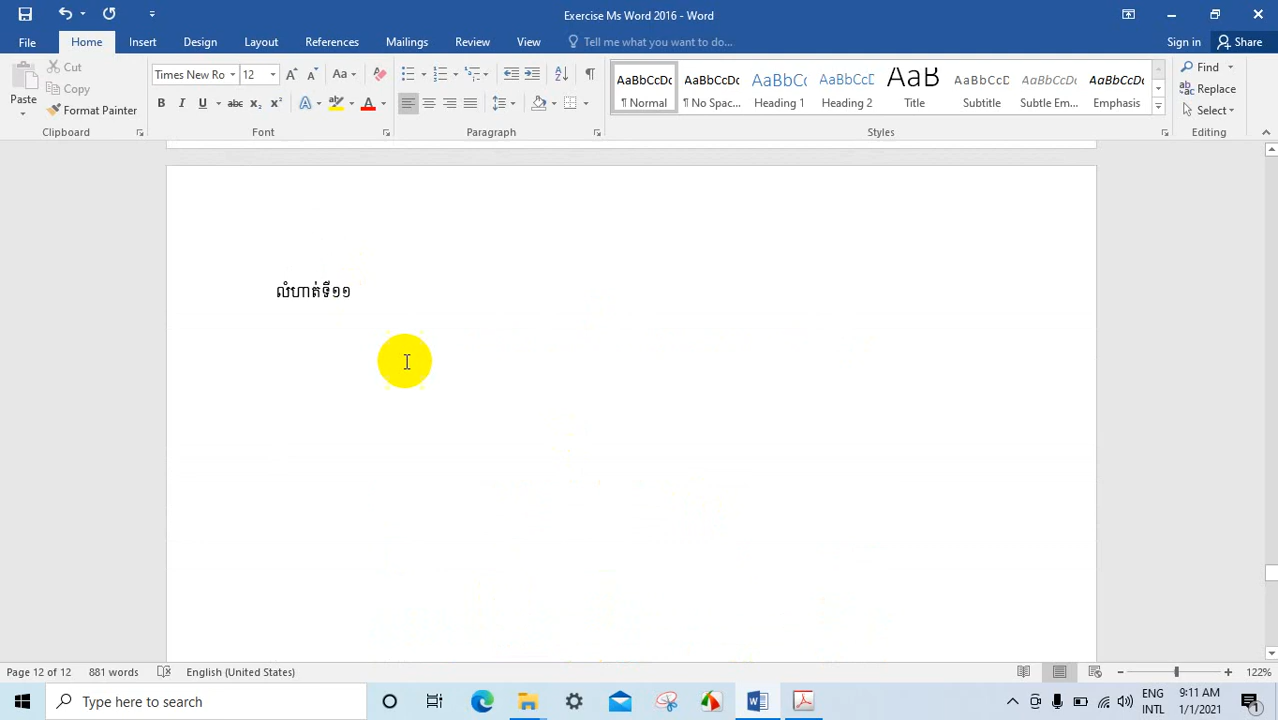 Exercise Ms Word 2016 - Word
File Home Insert Design Layout References Mailings Review View Tell me what you want to do... Sign in Share
Paste Cut Copy Format Painter
Times New Ro 12
AaBbCcDc AaBbCcDc AaBbCc AaBbCcE AaB AaBbCcD AaBbCcDc AaBbCcDc
¶ Normal ¶ No Spac... Heading Heading 2 Title Subtitle Subtle Em... Emphasis
Find Replace Select
Clipboard Font Paragraph Styles Editing
លំហាត់ទី១១
Page 12 of 12 881 words English (United States) 122%
Type here to search
ENG INTL
9:11 AM
1/1/2021